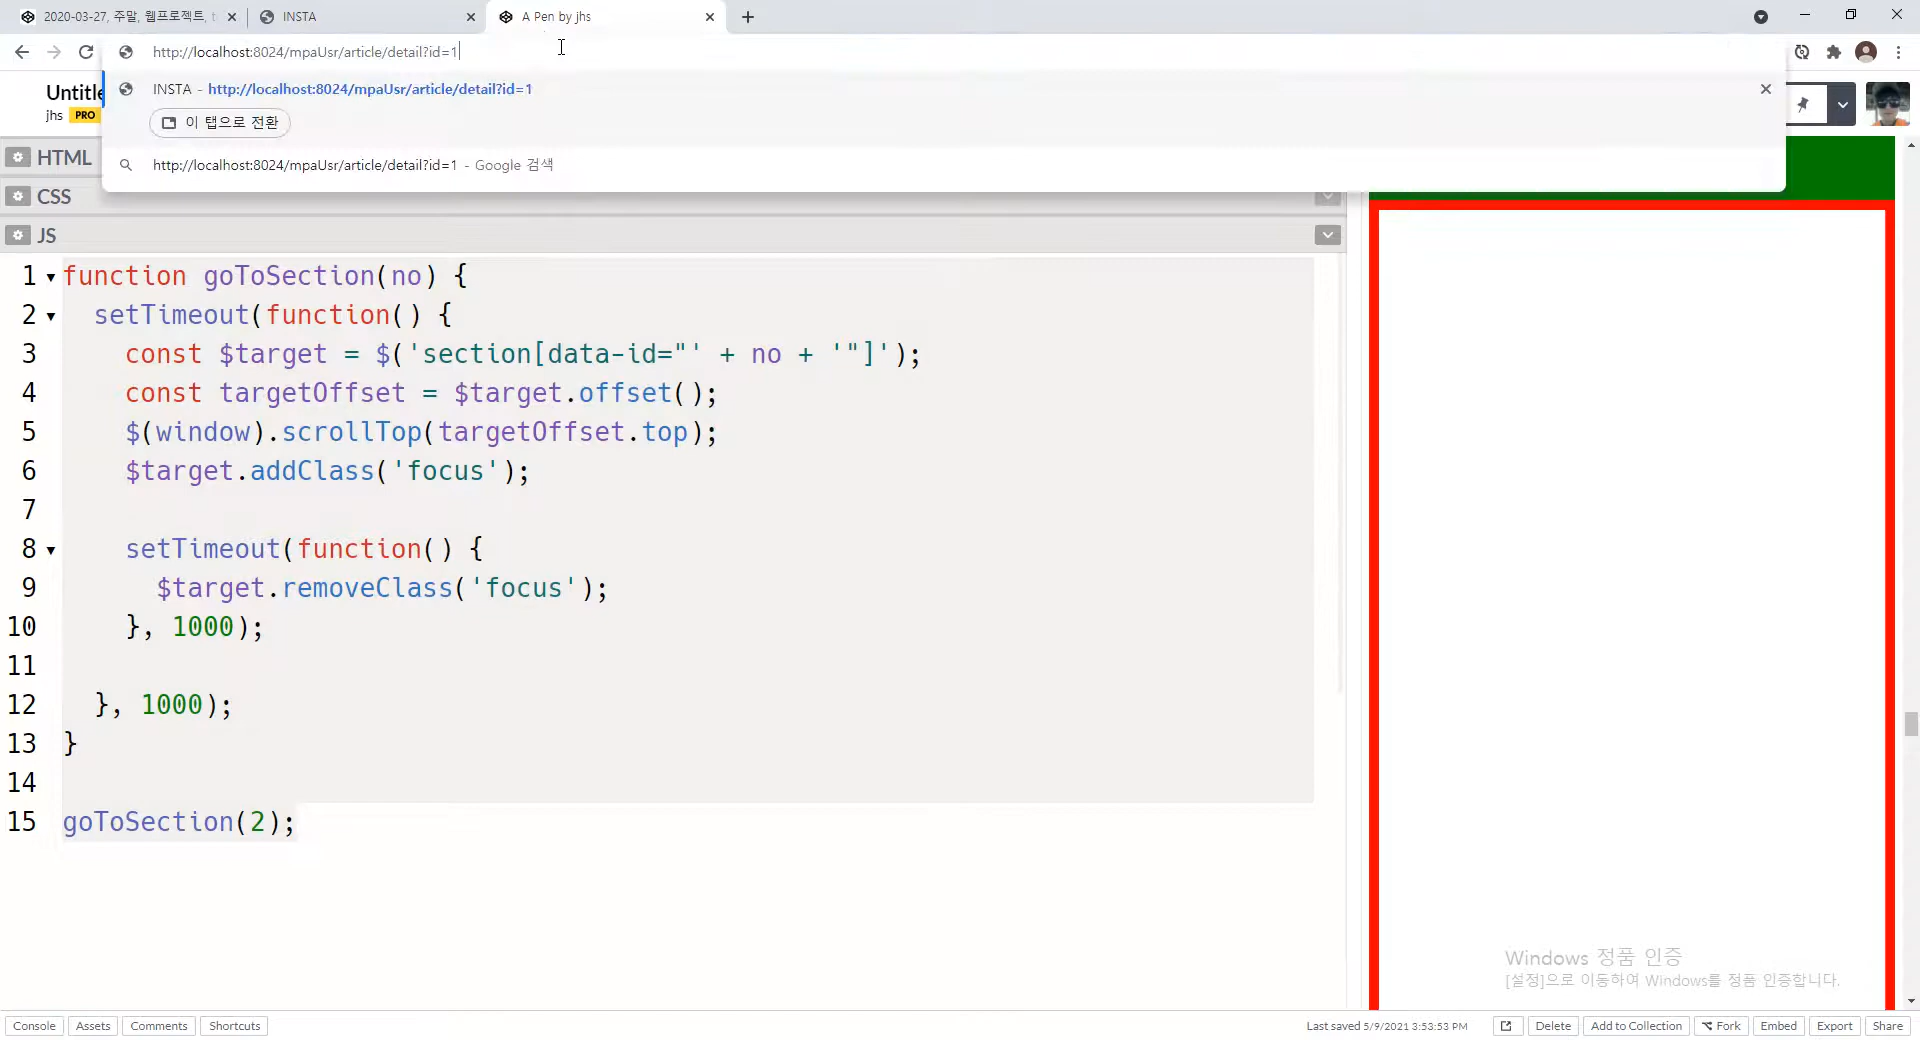 2020-03-27, 주말, 웹프로젝트,
INSTA
A Pen by jhs
http://localhost:8024/mpaUsr/article/detail?id=1
INSTA - http://localhost:8024/mpaUsr/article/detail?id=1
이 탭으로 전환
http://localhost:8024/mpaUsr/article/detail?id=1 - Google 검색
jhs PRO
HTML
CSS
JS
1 function goToSection(no) {
2 setTimeout(function() {
3 const $target = $('section[data-id="' + no + '"]');
4 const targetOffset = $target.offset();
5 $(window).scrollTop(targetOffset.top);
6 $target.addClass('focus');
7
8 setTimeout(function() {
9 $target.removeClass('focus');
10 }, 1000);
11
12 }, 1000);
13 }
14
15 goToSection(2);
Windows 정품 인증
[설정]으로 이동하여 Windows를 정품 인증합니다.
Console Assets Comments Shortcuts
Last saved 5/9/2021 3:53:53 PM
Delete Add to Collection Fork Embed Export Share